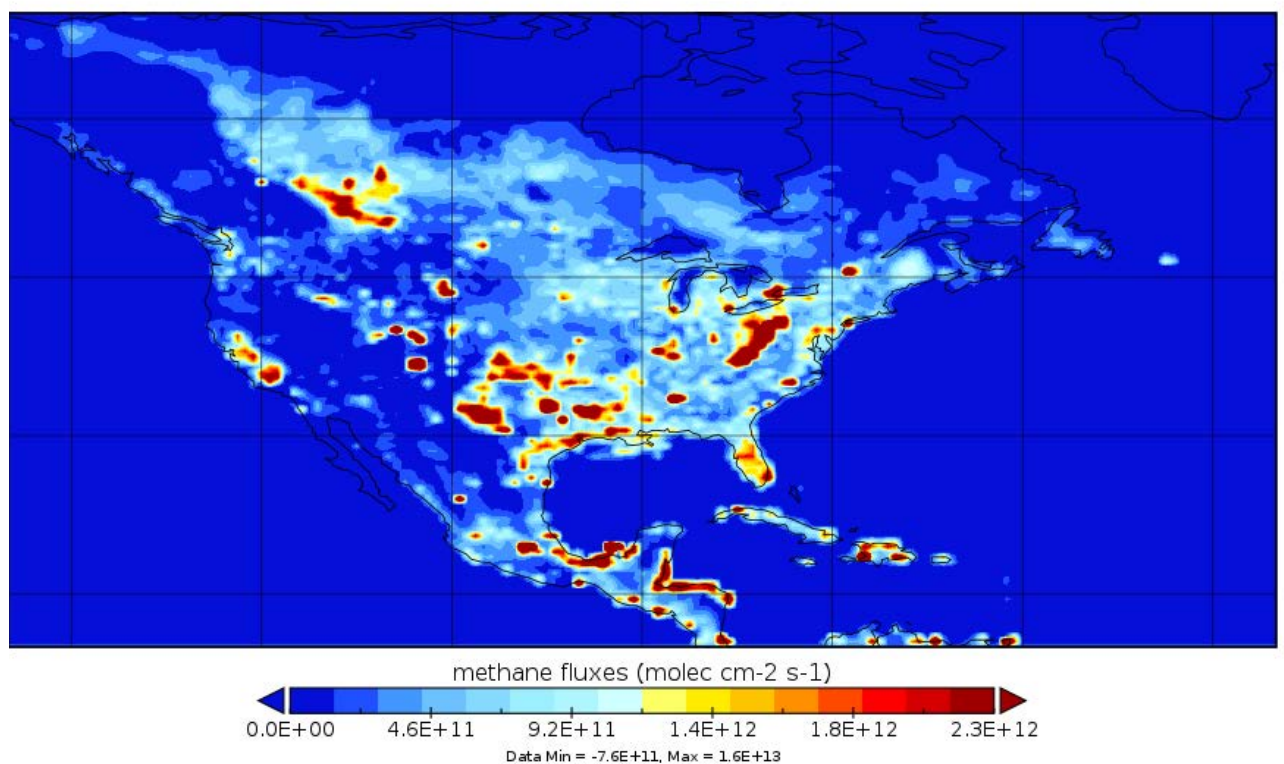 methane fluxes (molec cm-2 s-1)
0.0E+00 4.6E+11 9.2E+11 1.4E+12 1.8E+12 2.3E+12
Data Min = -7.6E+11, Max = 1.6E+13